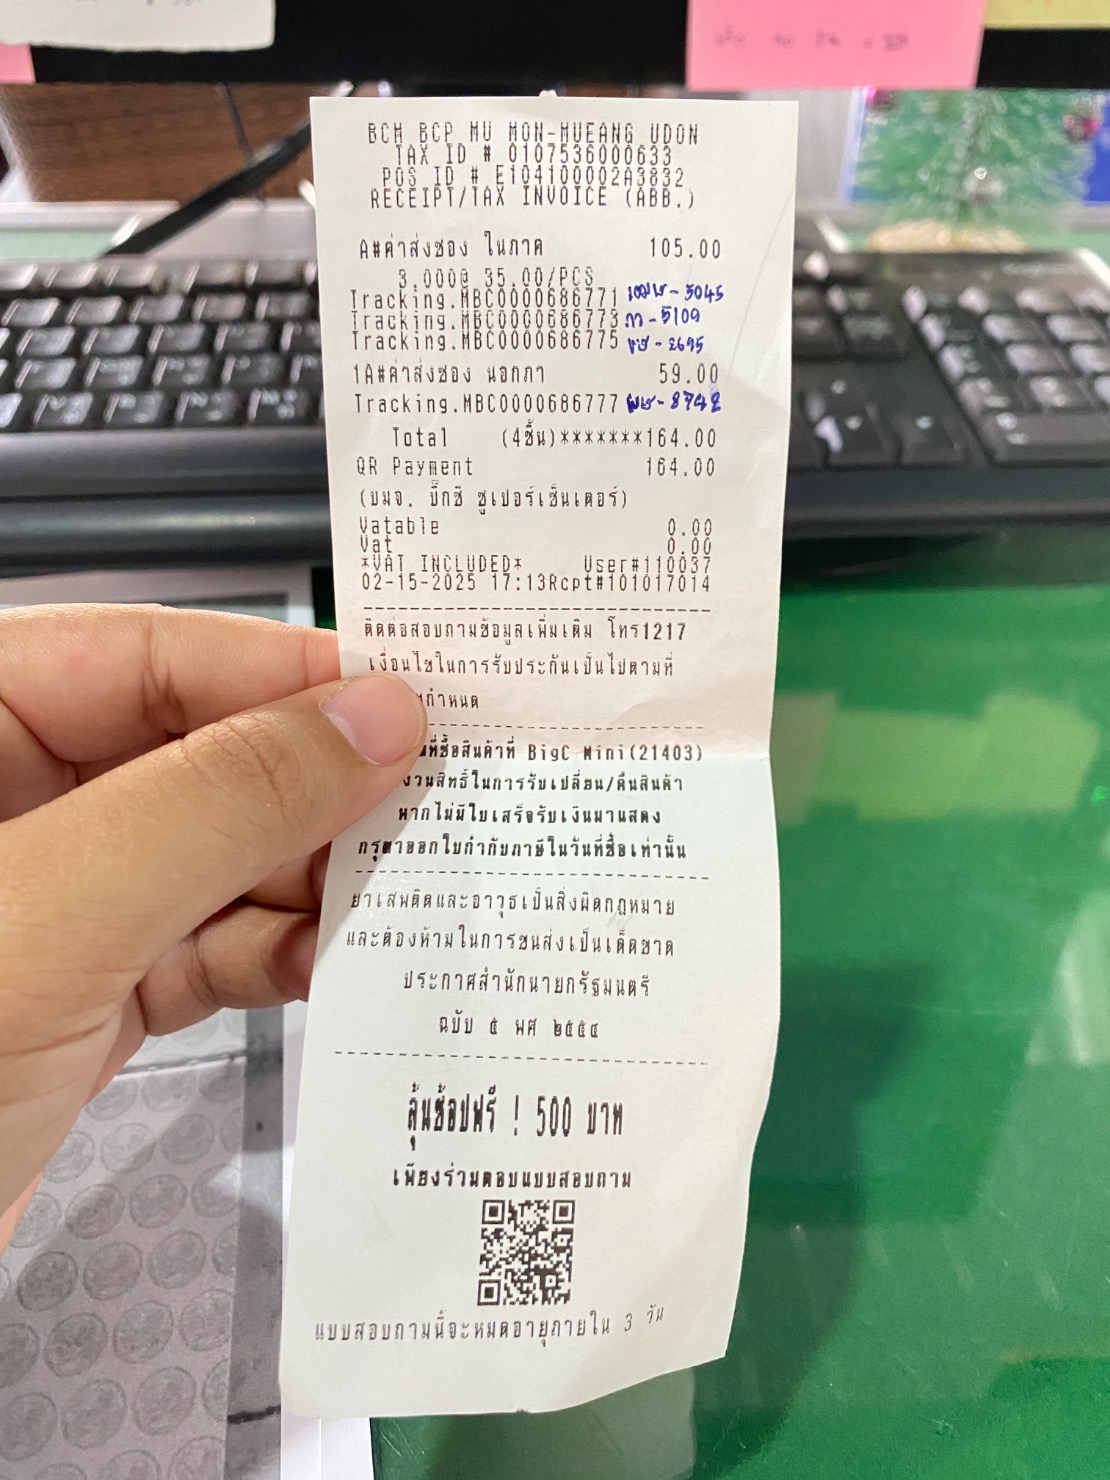 BCM BCP MU MON-MUEANG UDON
TAX ID # 0107536000633
POS ID # E104100002A3832
RECEIPT/TAX INVOICE (ABB.)
A#ค่าส่งซอง ในภาค 105.00
3.000@ 35.00/PCS
Tracking.MBC0000686771 - 5045
Tracking.MBC0000686773 กา - 5109
Tracking.MBC0000686775 - 2695
1A#ค่าส่งซอง นอกภา 59.00
Tracking.MBC0000686777 - 8742
Total (4ชิ้น)*******164.00
QR Payment 164.00
(บมจ. บิ๊กซี ซูเปอร์เซ็นเตอร์)
Vatable 0.00
Vat 0.00
*VAT INCLUDED* User#110037
02-15-2025 17:13Rcpt#101017014
ติดต่อสอบถามข้อมูลเพิ่มเติม โทร1217
เงื่อนไขในการรับประกันเป็นไปตามที่
กำหนด
ที่ซื้อสินค้าที่ BigC Mini(21403)
งวนสิทธิ์ในการรับเปลี่ยน/คืนสินค้า
หากไม่มีใบเสร็จรับเงินมาแสดง
กรุณาออกใบกำกับภาษีในวันที่ซื้อเท่านั้น
ยาเสพติดและอาวุธเป็นสิ่งผิดกฎหมาย
และต้องห้ามในการขนส่งเป็นเด็ดขาด
ประกาศสำนักนายกรัฐมนตรี
ฉบับ ๕ พศ ๒๕๕๔
ลุ้นช้อปฟรี ! 500 บาท
เพียงร่วมตอบแบบสอบถาม
แบบสอบถามนี้จะหมดอายุภายใน 3 วัน